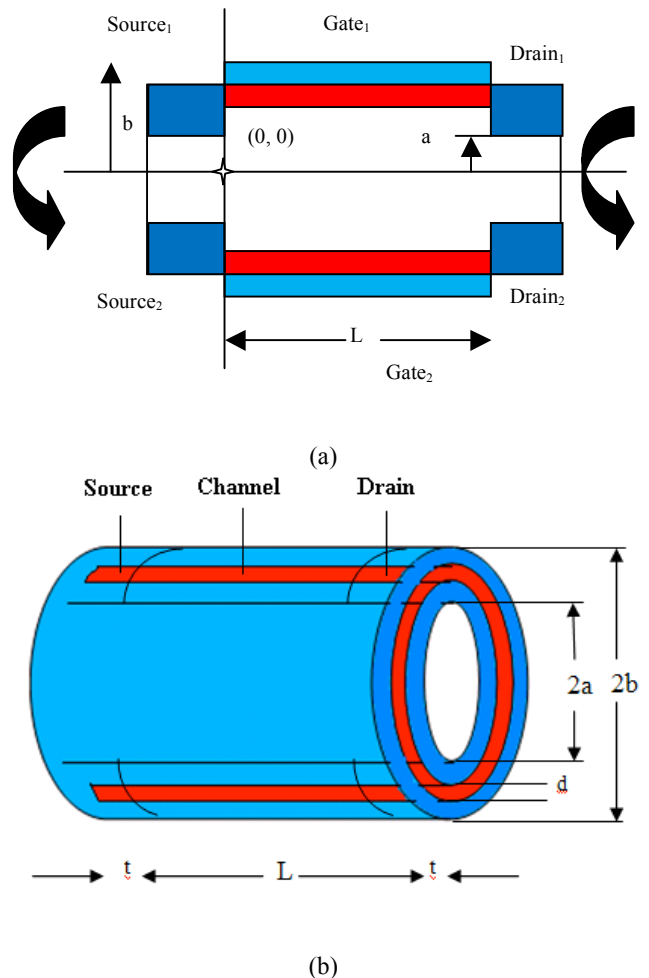 Source₁
Gate₁
Drain₁
b
(0, 0)
a
Source₂
Drain₂
L
Gate₂
(a)
Source Channel Drain
2a 2b
d
t L t
(b)